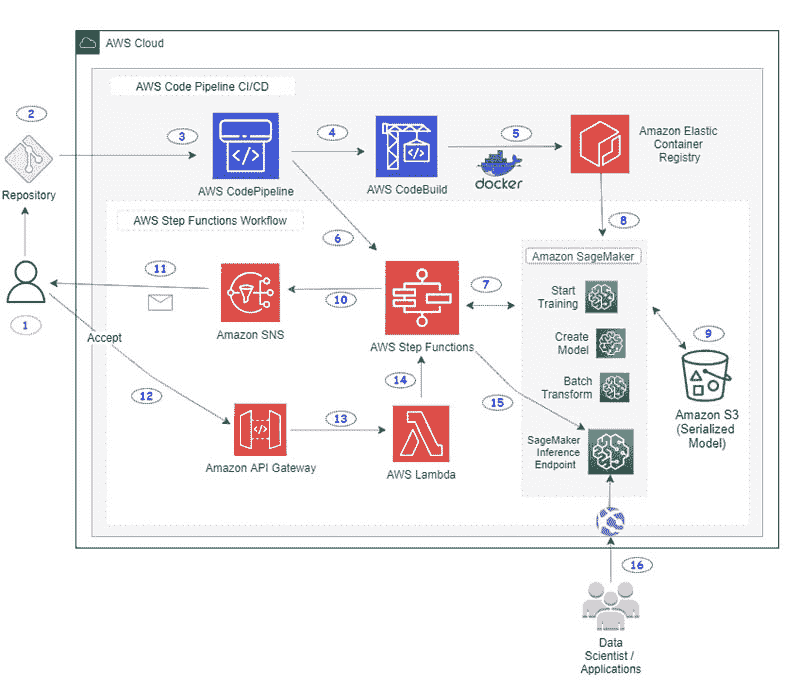 AWS Cloud
AWS Code Pipeline CI/CD
2
3
4
5
Repository
AWS CodePipeline
AWS CodeBuild
docker
Amazon Elastic
Container
Registry
AWS Step Functions Workflow
6
8
11
10
7
Amazon SageMaker
Start
Training
Create
Model
Batch
Transform
SageMaker
Inference
Endpoint
1
Amazon SNS
AWS Step Functions
9
Amazon S3
(Serialized
Model)
Accept
12
13
14
15
Amazon API Gateway
AWS Lambda
16
Data
Scientist /
Applications